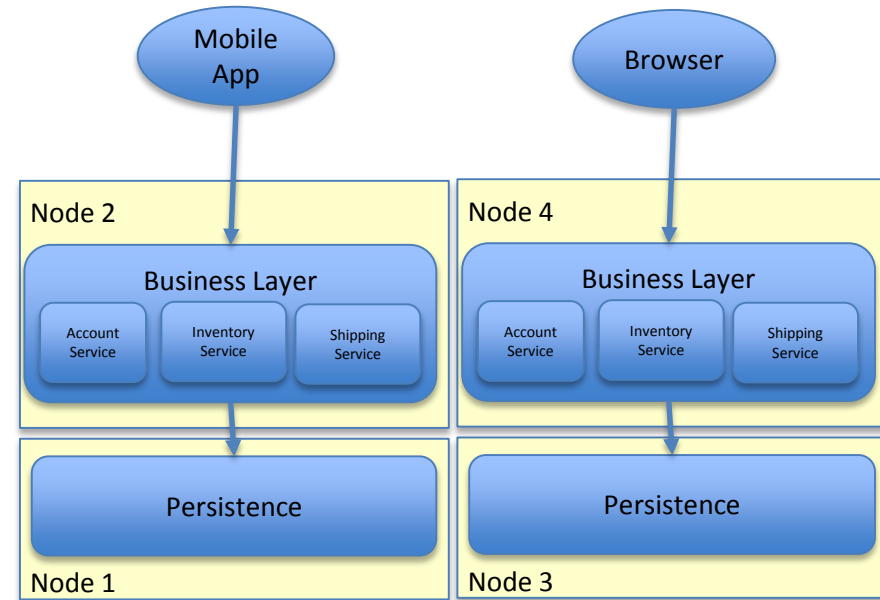 Mobile
App
Browser
Node 2
Business Layer
Account
Service
Inventory
Service
Shipping
Service
Node 4
Business Layer
Account
Service
Inventory
Service
Shipping
Service
Persistence
Node 1
Persistence
Node 3